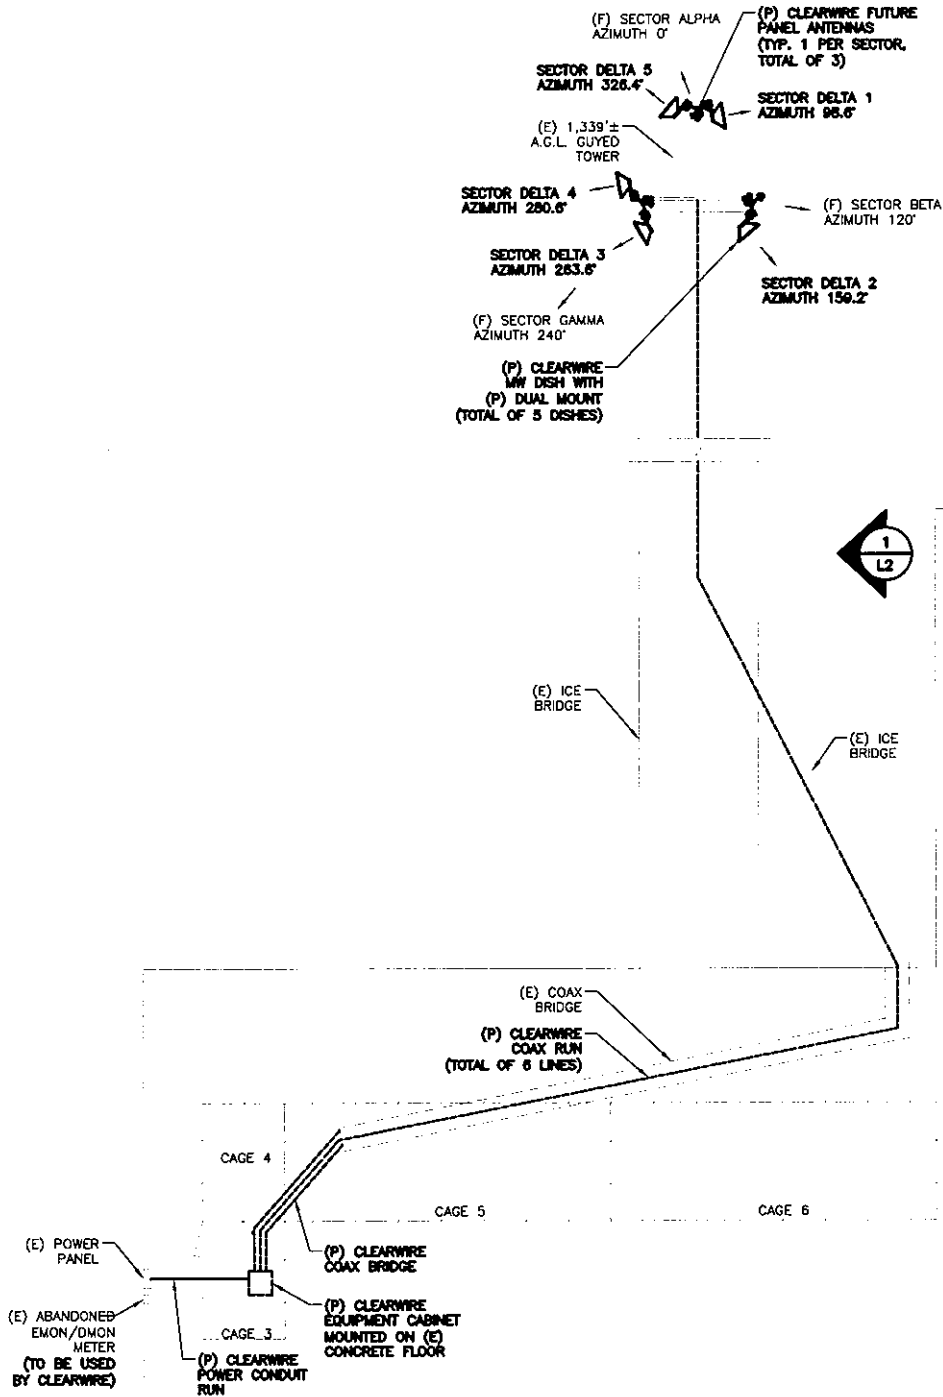 (F) SECTOR ALPHA
AZIMUTH 0°
(P) CLEARWIRE FUTURE
PANEL ANTENNAS
(TYP. 1 PER SECTOR,
TOTAL OF 3)
SECTOR DELTA 5
AZIMUTH 326.4°
SECTOR DELTA 1
AZIMUTH 96.6°
(E) 1,339'±
A.G.L. GUYED
TOWER
SECTOR DELTA 4
AZIMUTH 280.6°
(F) SECTOR BETA
AZIMUTH 120°
SECTOR DELTA 3
AZIMUTH 263.6°
SECTOR DELTA 2
AZIMUTH 159.2°
(F) SECTOR GAMMA
AZIMUTH 240°
(P) CLEARWIRE
MW DISH WITH
(P) DUAL MOUNT
(TOTAL OF 5 DISHES)
1
L2
(E) ICE
BRIDGE
(E) ICE
BRIDGE
(E) COAX
BRIDGE
(P) CLEARWIRE
COAX RUN
(TOTAL OF 6 LINES)
CAGE 4
CAGE 5
CAGE 6
(E) POWER
PANEL
(P) CLEARWIRE
COAX BRIDGE
(E) ABANDONED
EMON/DMON
METER
(TO BE USED
BY CLEARWIRE)
CAGE 3
(P) CLEARWIRE
EQUIPMENT CABINET
MOUNTED ON (E)
CONCRETE FLOOR
(P) CLEARWIRE
POWER CONDUIT
RUN